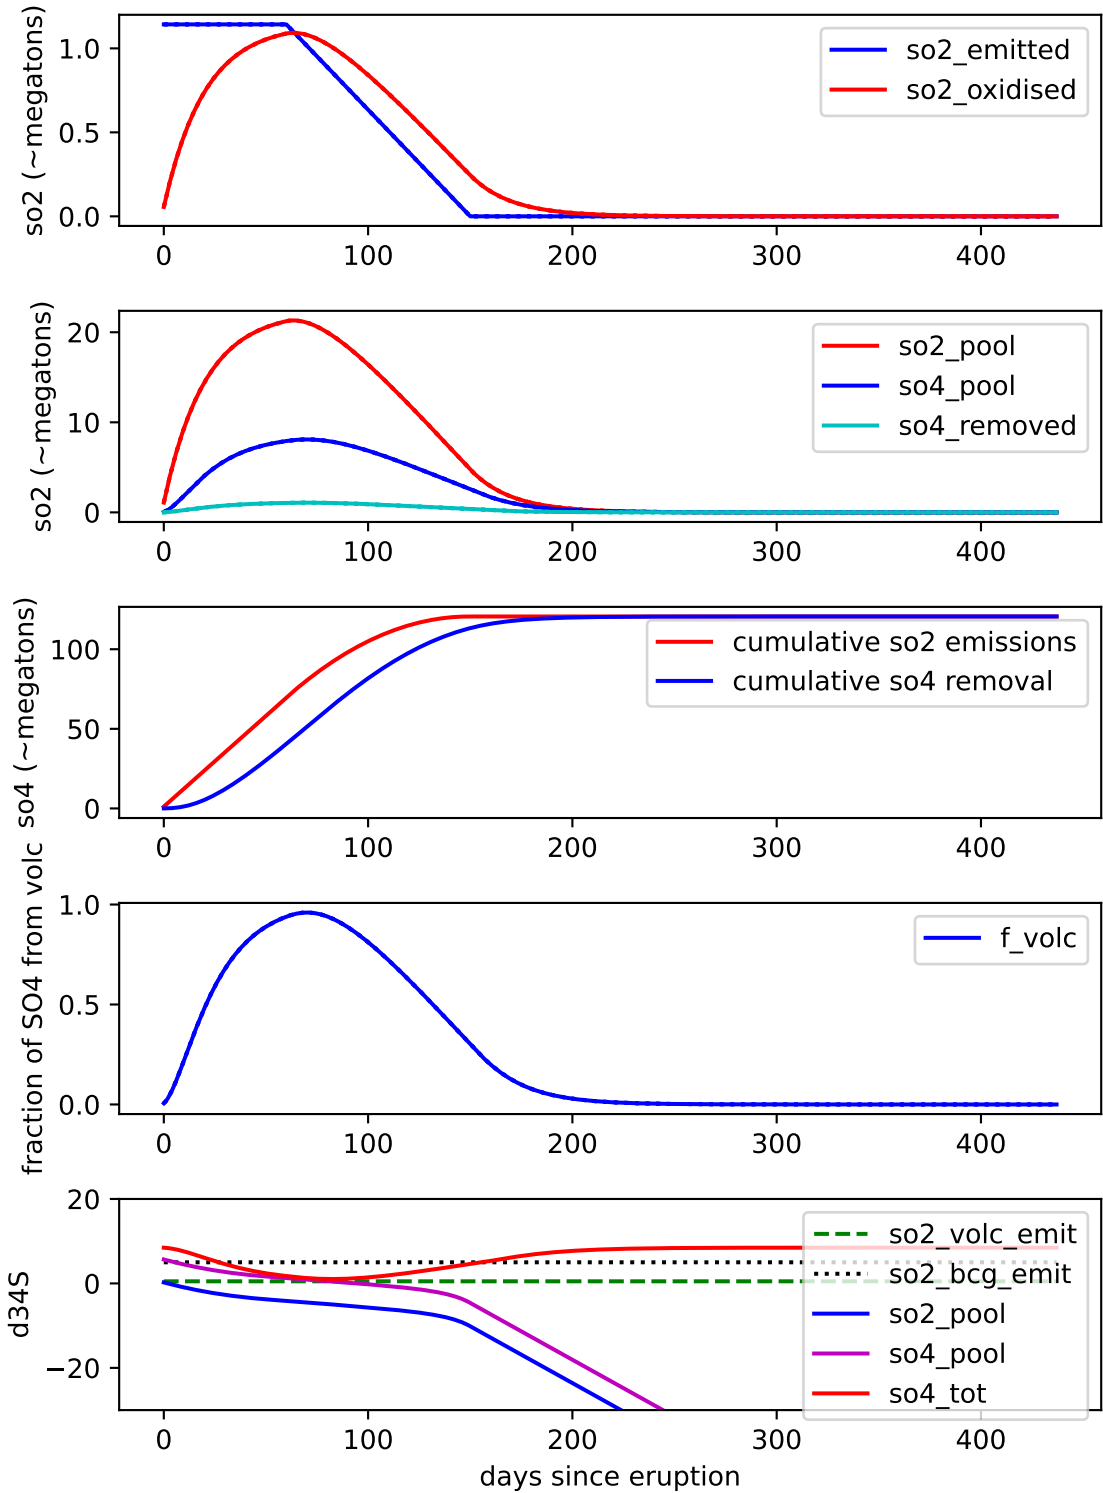 so2 (~megatons)
1.0
0.5
0.0
so2_emitted
so2_oxidised
0 100 200 300 400
so2 (~megatons)
20
10
0
so2_pool
so4_pool
so4_removed
0 100 200 300 400
so4 (~megatons)
100
50
0
cumulative so2 emissions
cumulative so4 removal
0 100 200 300 400
fraction of SO4 from volc
1.0
0.5
0.0
f_volc
0 100 200 300 400
d34S
20
0
−20
so2_volc_emit
so2_bcg_emit
so2_pool
so4_pool
so4_tot
0 100 200 300 400
days since eruption